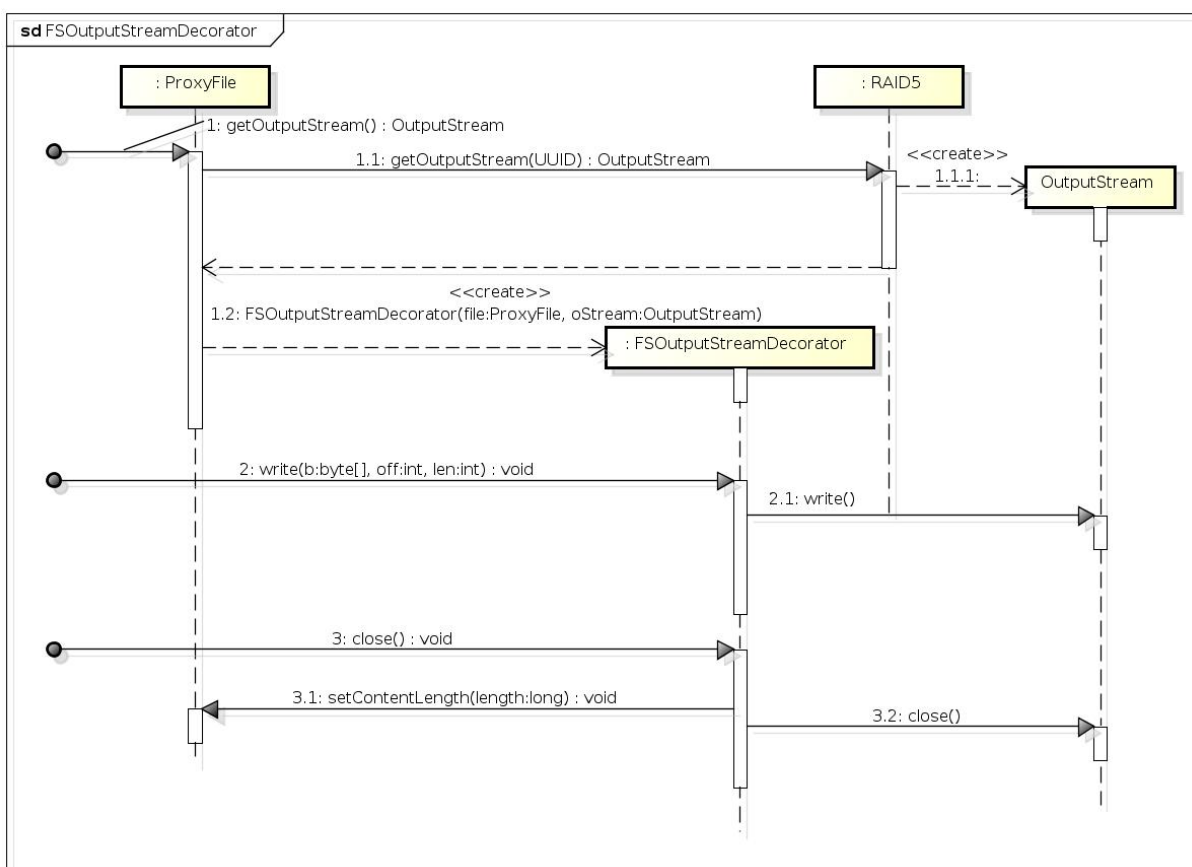 sd FSOutputStreamDecorator
: ProxyFile
: RAID5
1: getOutputStream() : OutputStream
1.1: getOutputStream(UUID) : OutputStream
<<create>>
1.1.1:
OutputStream
<<create>>
1.2: FSOutputStreamDecorator(file:ProxyFile, oStream:OutputStream)
: FSOutputStreamDecorator
2: write(b:byte[], off:int, len:int) : void
2.1: write()
3: close() : void
3.1: setContentLength(length:long) : void
3.2: close()